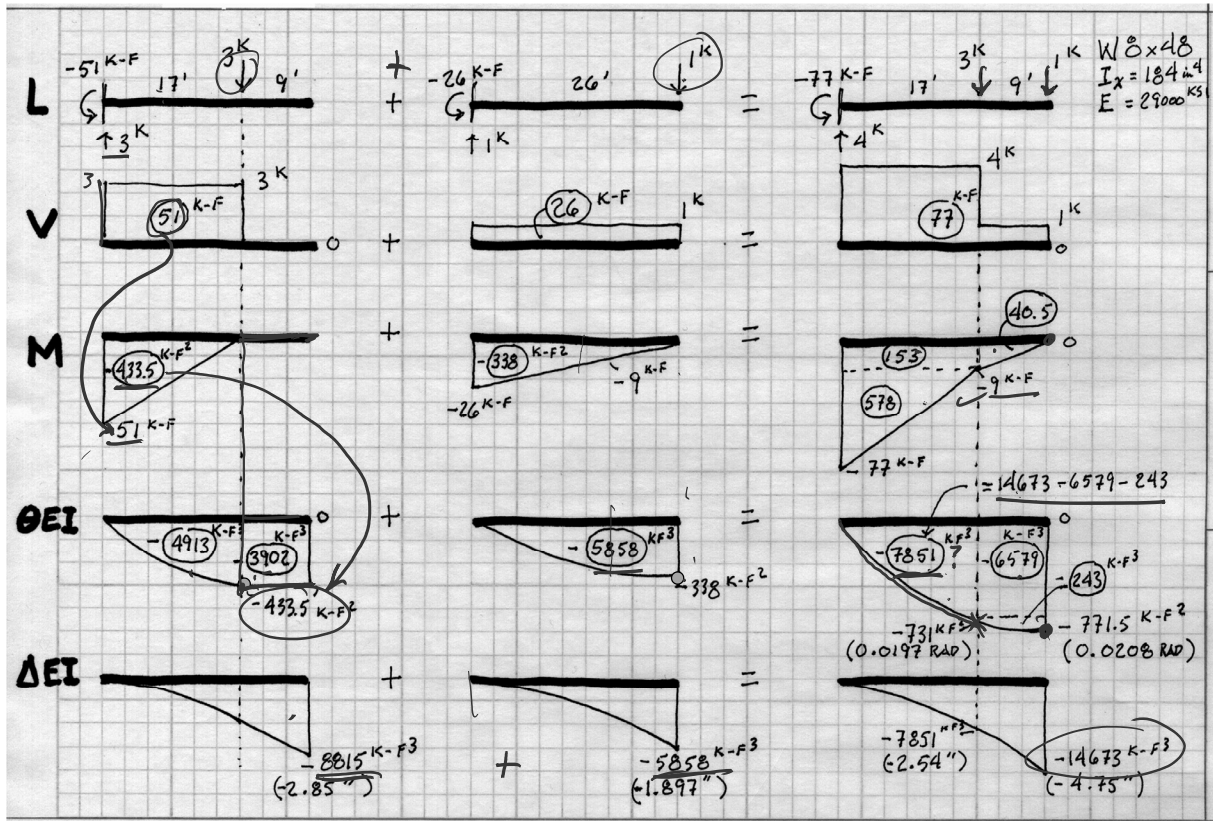 -51 K-F 17' 3K 9' + -26 K-F 26' 1K -77 K-F 17' 3K 9' 1K W8x48
Ix = 184 in4
E = 29000 KSI
L + =
↑3K ↑1K ↑4K
3 3K 4K
V 51 K-F 0 + 26 K-F 1K = 77 K-F 1K 0
40.5
M -433.5 K-F2 + -338 K-F2 -9 K-F = 153 0
-9 K-F
-51 K-F -26 K-F 578
-77 K-F
=14673-6579-243
θEI 0 + = 0
-4913 K-F3 3902 K-F3 -5858 KF3 -7851 KF3 ? -6579 K-F3
-338 K-F2 -243 K-F3
-433.5 K-F2 -731 KF2 -771.5 K-F2
(0.0197 RAD) (0.0208 RAD)
ΔEI + =
-8815 K-F3 + -5858 K-F3 -7851 KF3 -14673 K-F3
(-2.85") (-1.897") (-2.54") (-4.75")